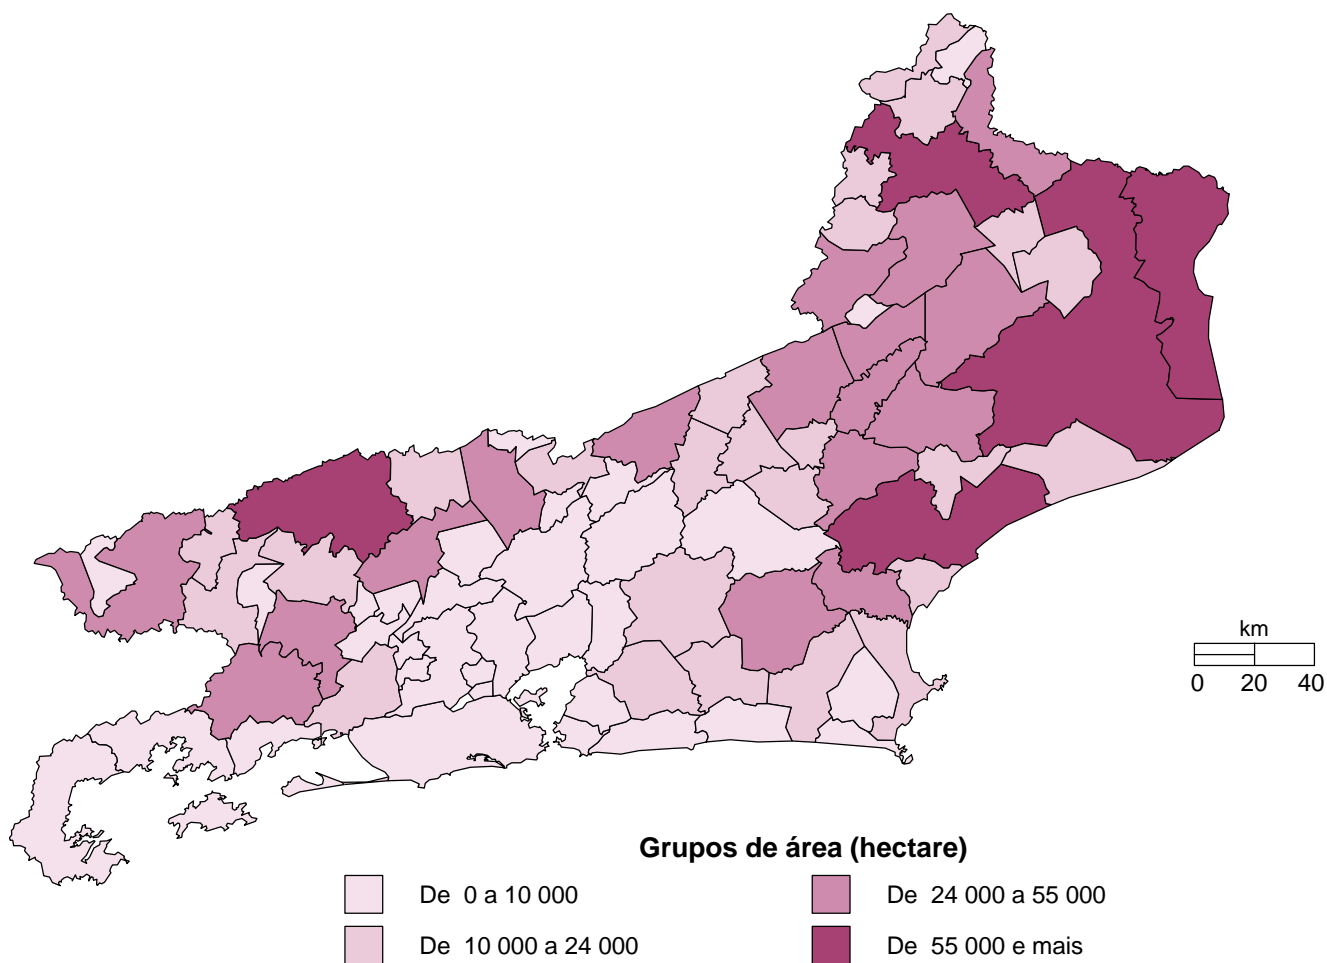 km
0 20 40
Grupos de área (hectare)
De 0 a 10 000
De 24 000 a 55 000
De 10 000 a 24 000
De 55 000 e mais